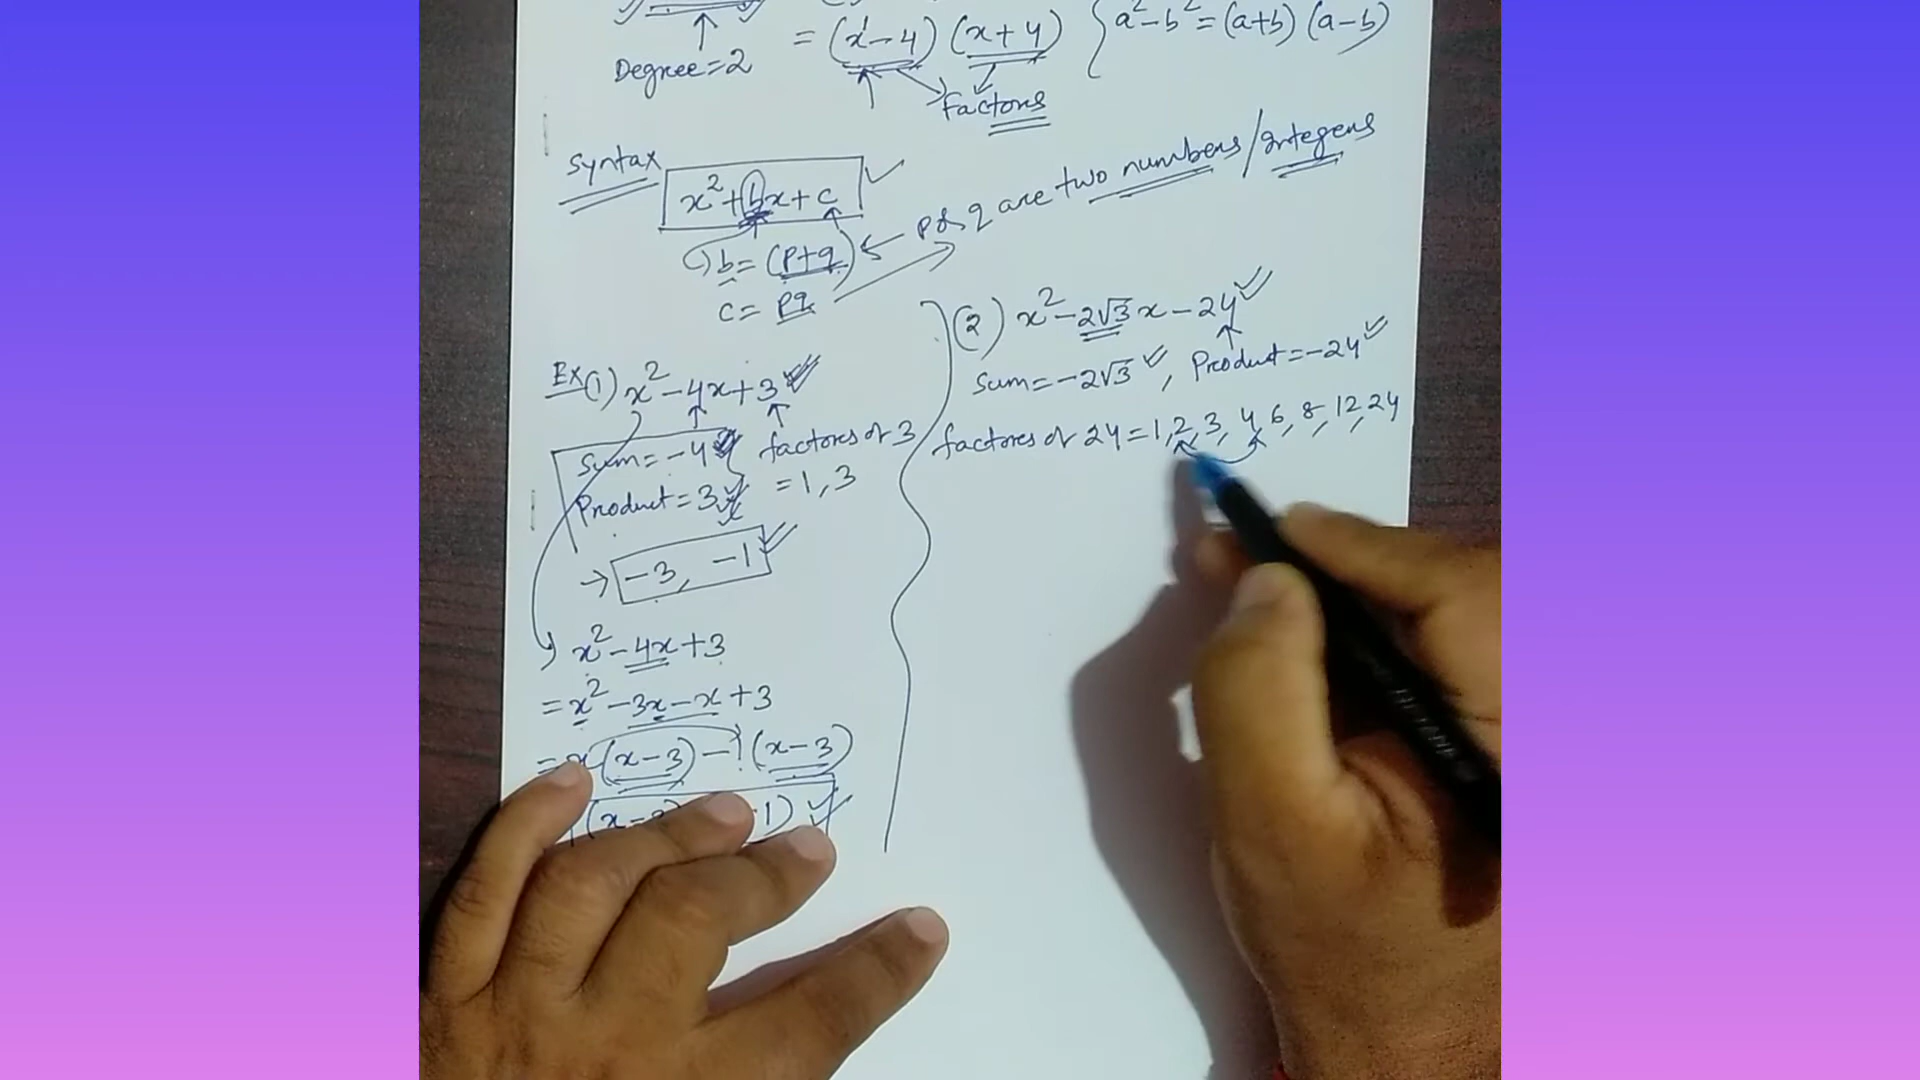 Degree=2
= (x-4) (x+4)
a²-b² = (a+b) (a-b)
Factors
Syntax
x²+bx+c
b = (p+q)
c = pq
p & q are two numbers/integers
Ex (1) x²-4x+3
Sum = -4
Product = 3
factors of 3
= 1, 3
→ -3, -1
x²-4x+3
= x²-3x-x+3
= x(x-3)-1(x-3)
(2) x²-2√3x-24
Sum = -2√3, Product = -24
factors of 24 = 1, 2, 3, 4, 6, 8, 12, 24